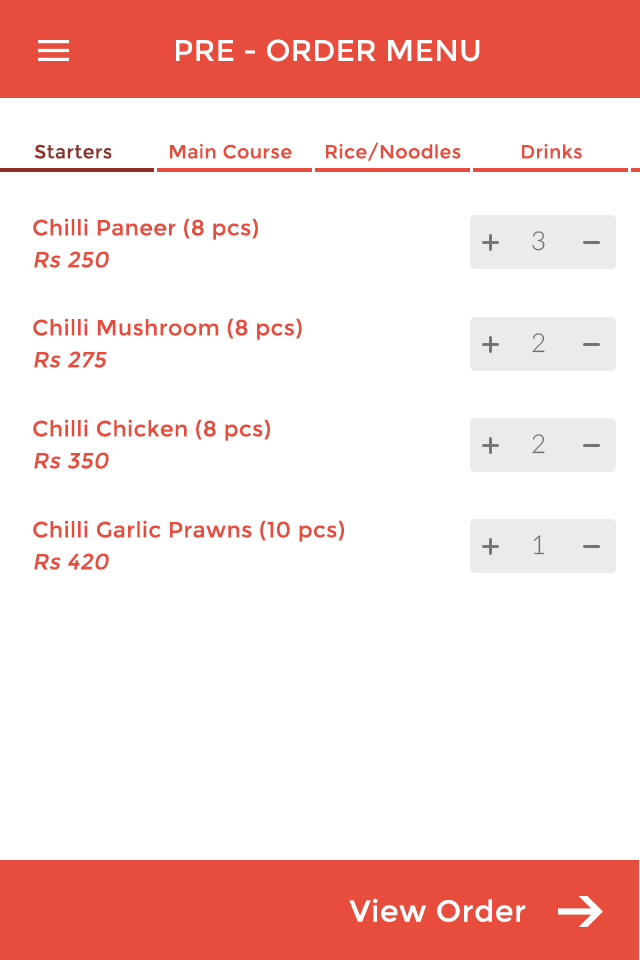 PRE - ORDER MENU
Starters Main Course Rice/Noodles Drinks
Chilli Paneer (8 pcs)
Rs 250
+ 3 −
Chilli Mushroom (8 pcs)
Rs 275
+ 2 −
Chilli Chicken (8 pcs)
Rs 350
+ 2 −
Chilli Garlic Prawns (10 pcs)
Rs 420
+ 1 −
View Order